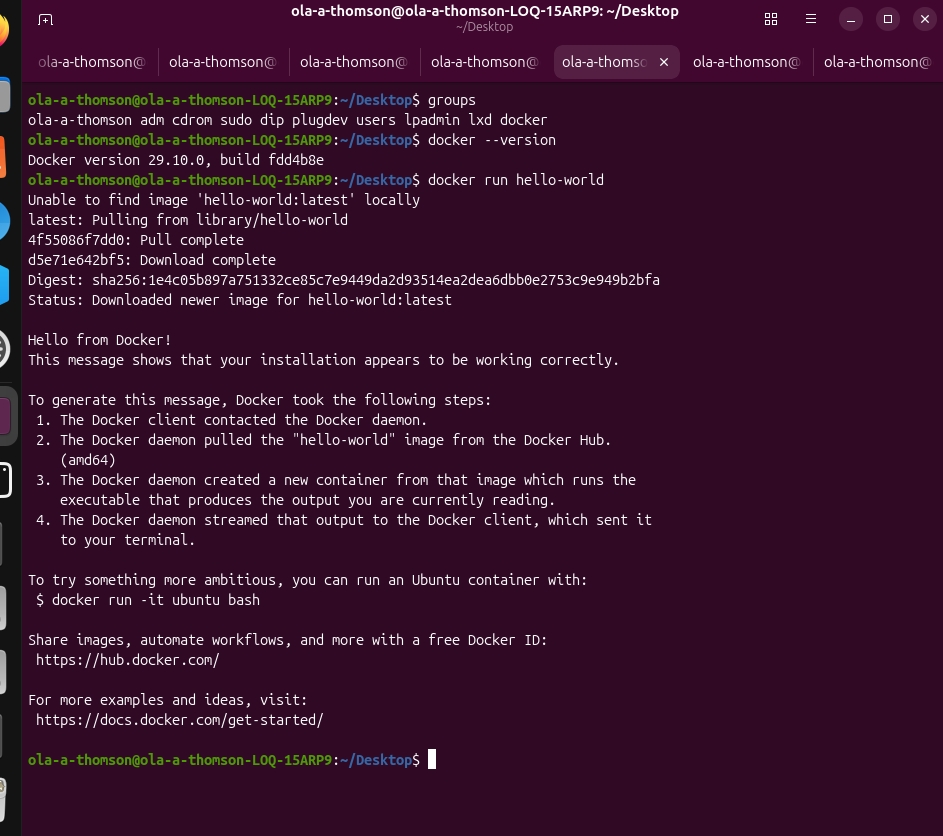 ola-a-thomson@ola-a-thomson-LOQ-15ARP9: ~/Desktop
~/Desktop
ola-a-thomson@ ola-a-thomson@ ola-a-thomson@ ola-a-thomson@ ola-a-thomso ola-a-thomson@ ola-a-thomson@
ola-a-thomson@ola-a-thomson-LOQ-15ARP9:~/Desktop$ groups
ola-a-thomson adm cdrom sudo dip plugdev users lpadmin lxd docker
ola-a-thomson@ola-a-thomson-LOQ-15ARP9:~/Desktop$ docker --version
Docker version 29.10.0, build fdd4b8e
ola-a-thomson@ola-a-thomson-LOQ-15ARP9:~/Desktop$ docker run hello-world
Unable to find image 'hello-world:latest' locally
latest: Pulling from library/hello-world
4f55086f7dd0: Pull complete
d5e71e642bf5: Download complete
Digest: sha256:1e4c05b897a751332ce85c7e9449da2d93514ea2dea6dbb0e2753c9e949b2bfa
Status: Downloaded newer image for hello-world:latest

Hello from Docker!
This message shows that your installation appears to be working correctly.

To generate this message, Docker took the following steps:
 1. The Docker client contacted the Docker daemon.
 2. The Docker daemon pulled the "hello-world" image from the Docker Hub.
    (amd64)
 3. The Docker daemon created a new container from that image which runs the
    executable that produces the output you are currently reading.
 4. The Docker daemon streamed that output to the Docker client, which sent it
    to your terminal.

To try something more ambitious, you can run an Ubuntu container with:
 $ docker run -it ubuntu bash

Share images, automate workflows, and more with a free Docker ID:
 https://hub.docker.com/

For more examples and ideas, visit:
 https://docs.docker.com/get-started/

ola-a-thomson@ola-a-thomson-LOQ-15ARP9:~/Desktop$